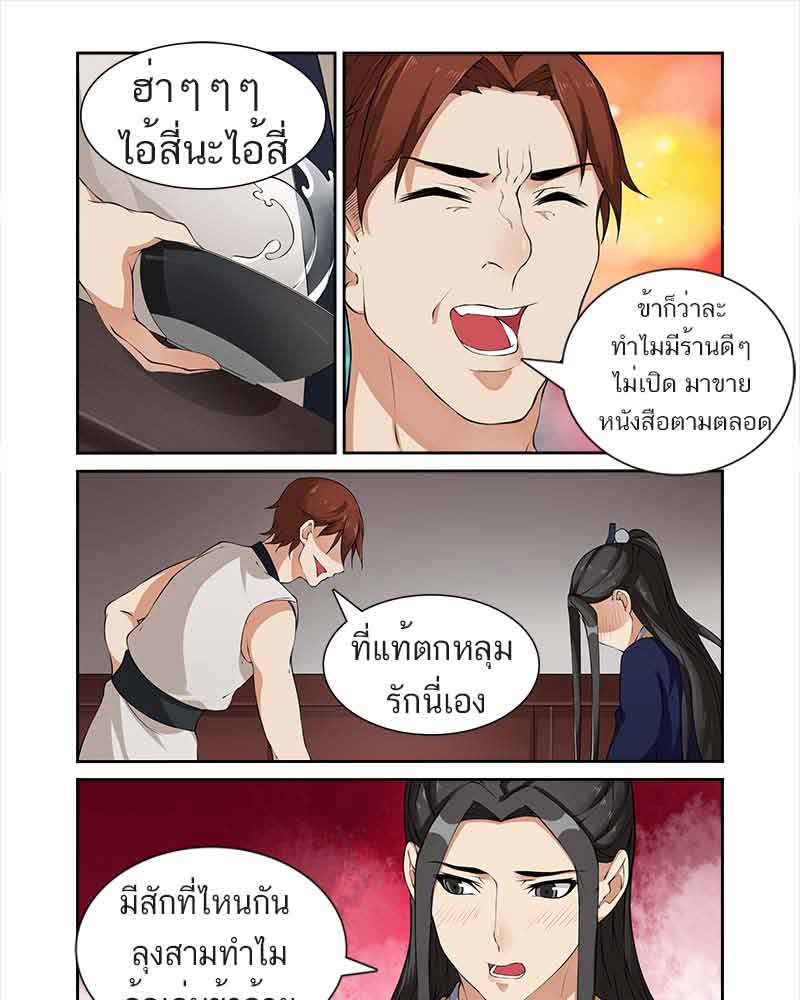 ฮ่าๆๆๆ
ไอ้สี่นะไอ้สี่
ข้าก็ว่าละ
ทำไมมีร้านดีๆ
ไม่เปิด มาขาย
หนังสือตามตลอด
ที่แท้ตกหลุม
รักนี่เอง
มีสักที่ไหนกัน
ลุงสามทำไม